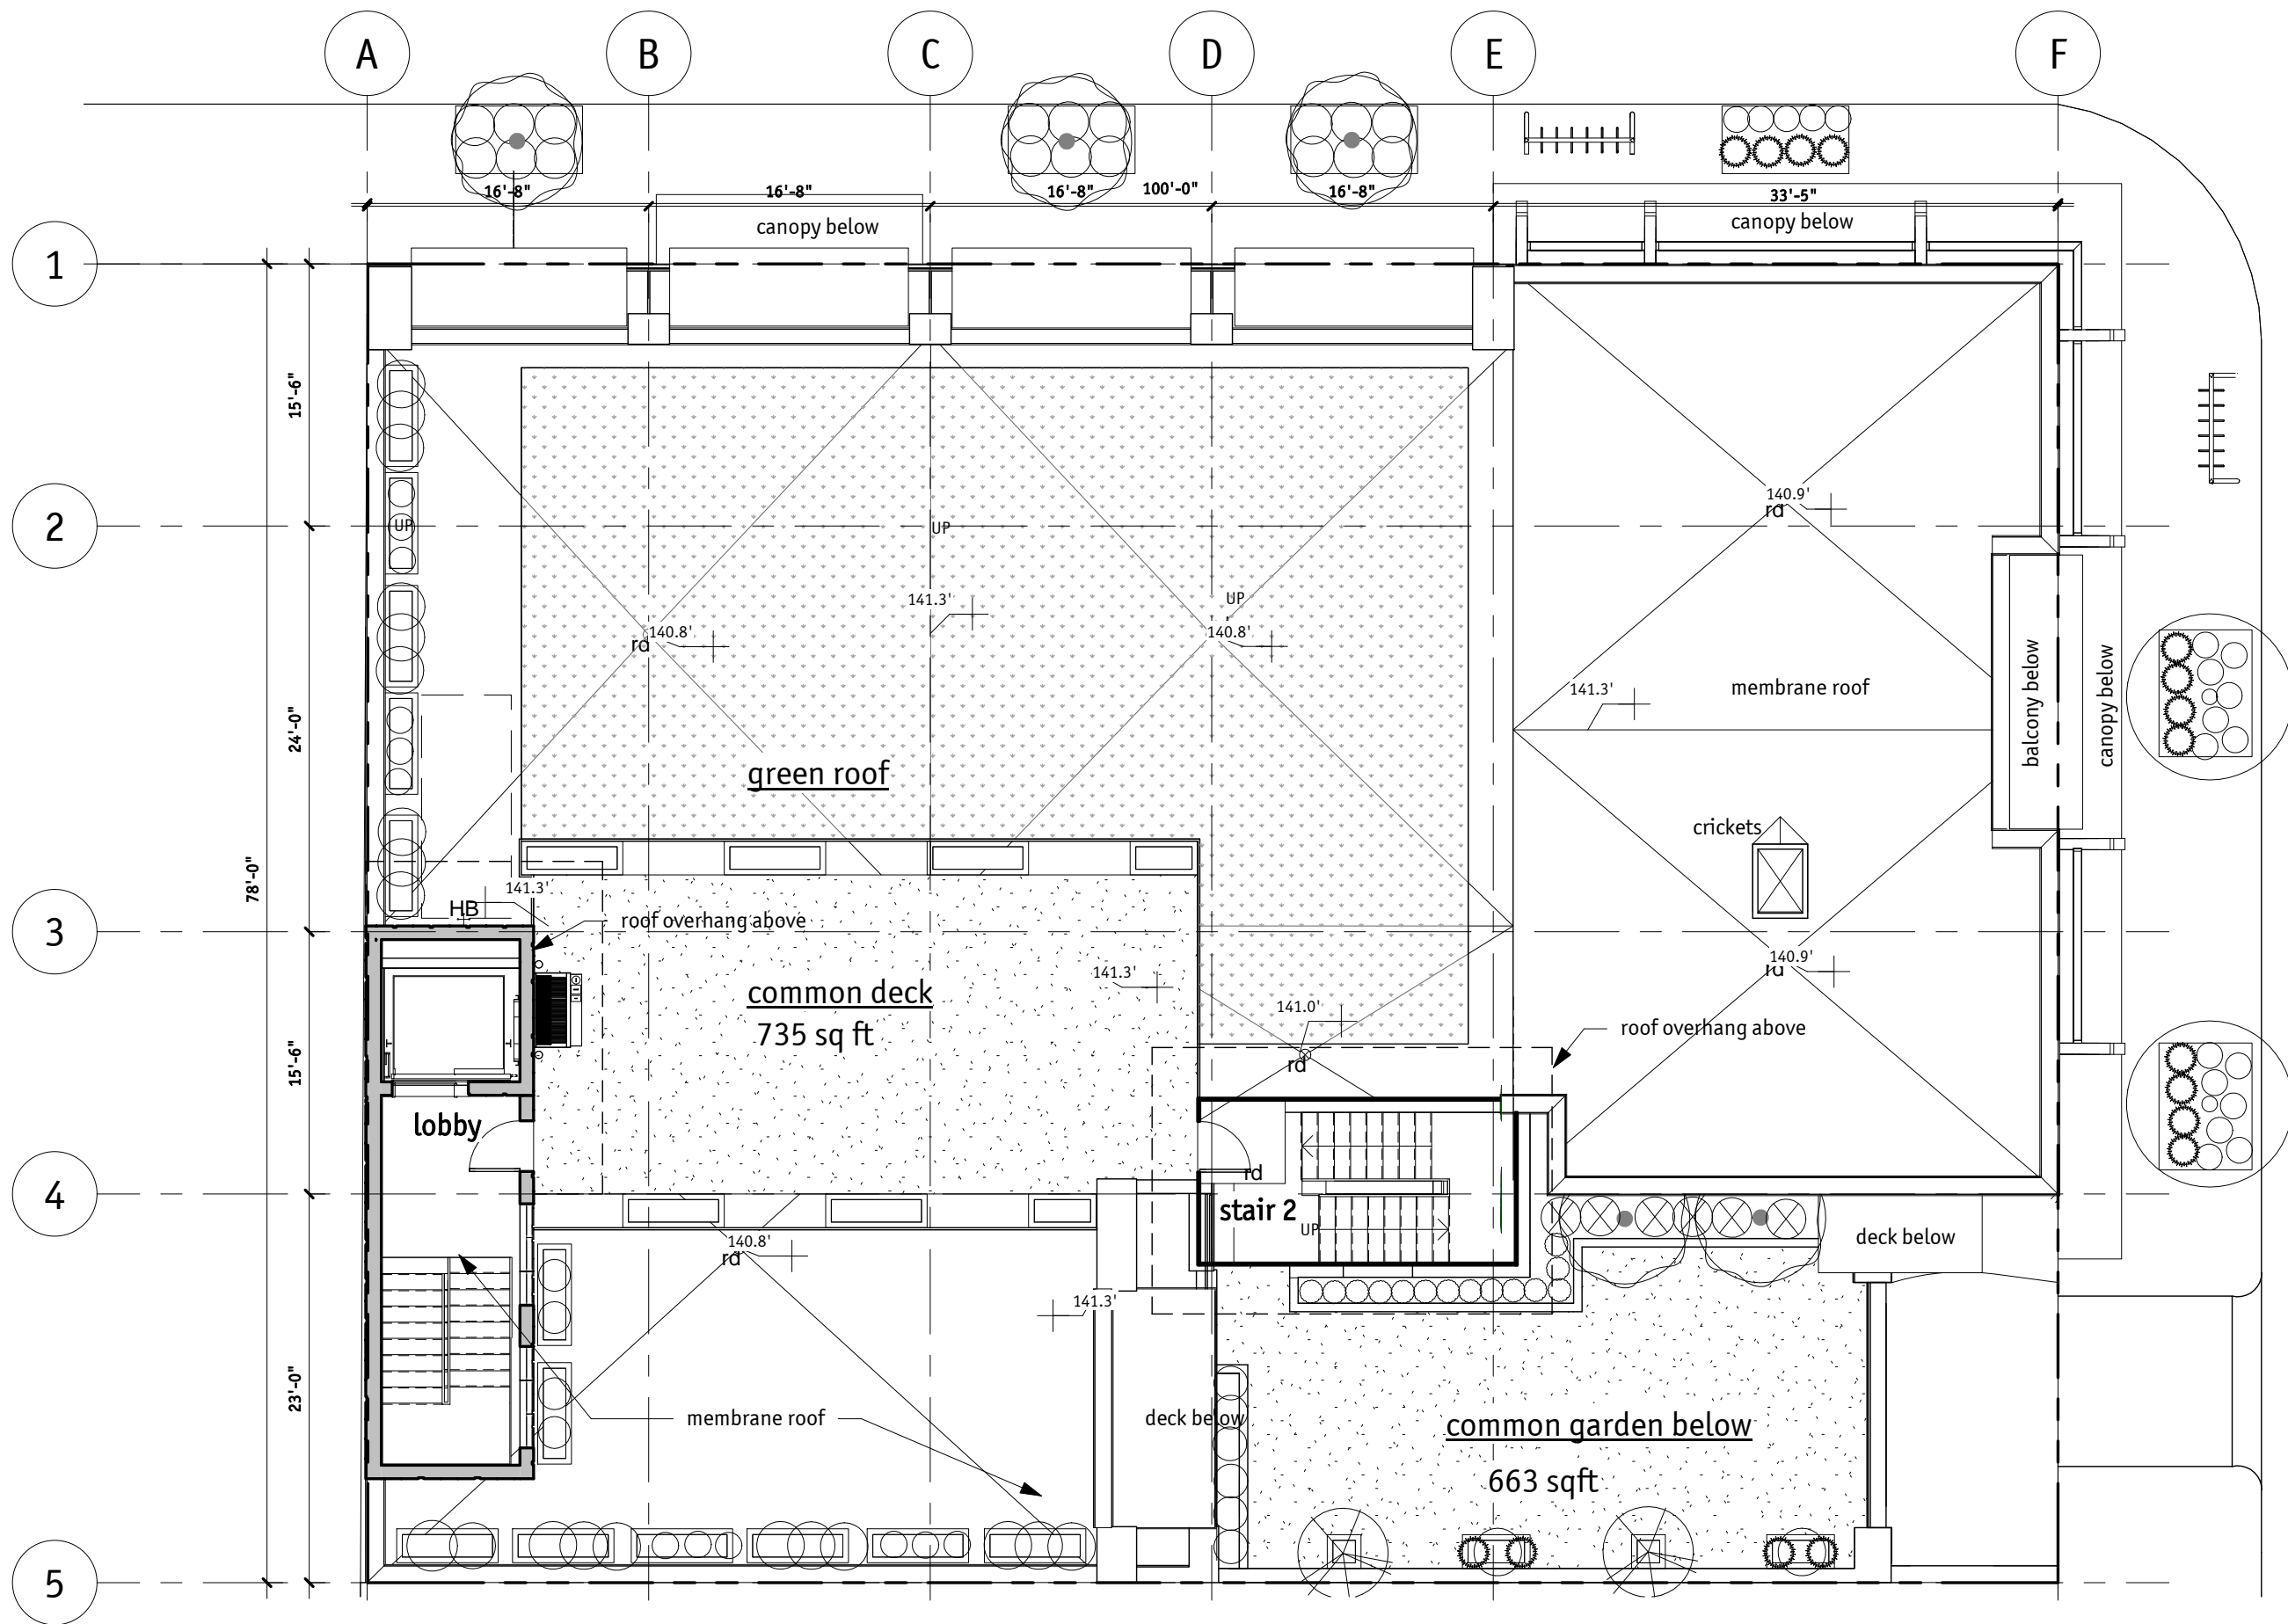 A
B
C
D
E
F
16'-8"
16'-8"
16'-8"
100'-0"
16'-8"
33'-5"
canopy below
canopy below
1
15'-6"
2
UP
UP
140.9'
rd
UP
141.3'
140.8'
rd
140.8'
24'-0"
141.3'
membrane roof
balcony below
canopy below
green roof
crickets
78'-0"
141.3'
HB
3
roof overhang above
140.9'
rd
141.3'
common deck
735 sq ft
141.0'
rd
roof overhang above
15'-6"
lobby
4
rd
stair 2
UP
140.8'
rd
deck below
141.3'
23'-0"
membrane roof
deck below
common garden below
663 sqft
5